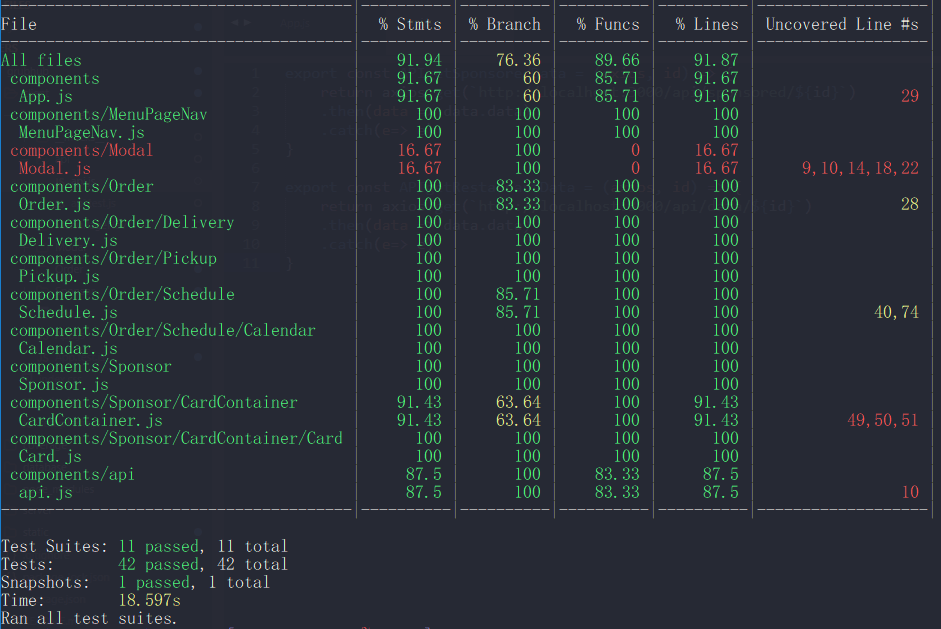 File | % Stmts | % Branch | % Funcs | % Lines | Uncovered Line #s
All files | 91.94 | 76.36 | 89.66 | 91.87 |
components | 91.67 | 60 | 85.71 | 91.67 |
App.js | 91.67 | 60 | 85.71 | 91.67 | 29
components/MenuPageNav | 100 | 100 | 100 | 100 |
MenuPageNav.js | 100 | 100 | 100 | 100 |
components/Modal | 16.67 | 100 | 0 | 16.67 |
Modal.js | 16.67 | 100 | 0 | 16.67 | 9,10,14,18,22
components/Order | 100 | 83.33 | 100 | 100 |
Order.js | 100 | 83.33 | 100 | 100 | 28
components/Order/Delivery | 100 | 100 | 100 | 100 |
Delivery.js | 100 | 100 | 100 | 100 |
components/Order/Pickup | 100 | 100 | 100 | 100 |
Pickup.js | 100 | 100 | 100 | 100 |
components/Order/Schedule | 100 | 85.71 | 100 | 100 |
Schedule.js | 100 | 85.71 | 100 | 100 | 40,74
components/Order/Schedule/Calendar | 100 | 100 | 100 | 100 |
Calendar.js | 100 | 100 | 100 | 100 |
components/Sponsor | 100 | 100 | 100 | 100 |
Sponsor.js | 100 | 100 | 100 | 100 |
components/Sponsor/CardContainer | 91.43 | 63.64 | 100 | 91.43 |
CardContainer.js | 91.43 | 63.64 | 100 | 91.43 | 49,50,51
components/Sponsor/CardContainer/Card | 100 | 100 | 100 | 100 |
Card.js | 100 | 100 | 100 | 100 |
components/api | 87.5 | 100 | 83.33 | 87.5 |
api.js | 87.5 | 100 | 83.33 | 87.5 | 10
Test Suites: 11 passed, 11 total
Tests: 42 passed, 42 total
Snapshots: 1 passed, 1 total
Time: 18.597s
Ran all test suites.